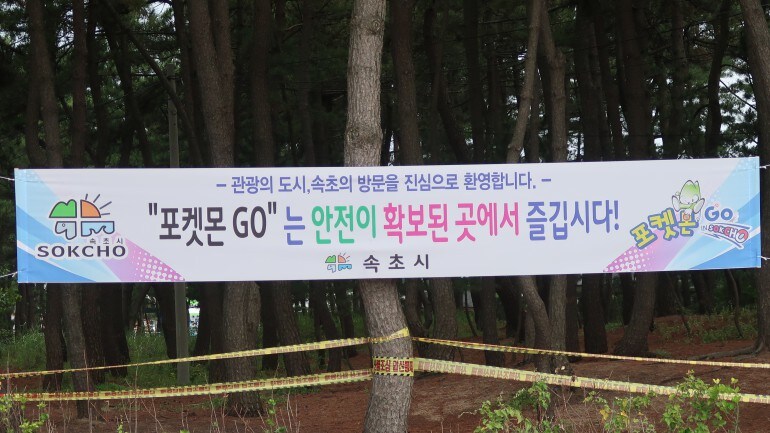 - 관광의 도시, 속초의 방문을 진심으로 환영합니다. -
"포켓몬 GO"는 안전이 확보된 곳에서 즐깁시다!
속초시
SOKCHO
속초시
포켓몬 GO
SOKCHO